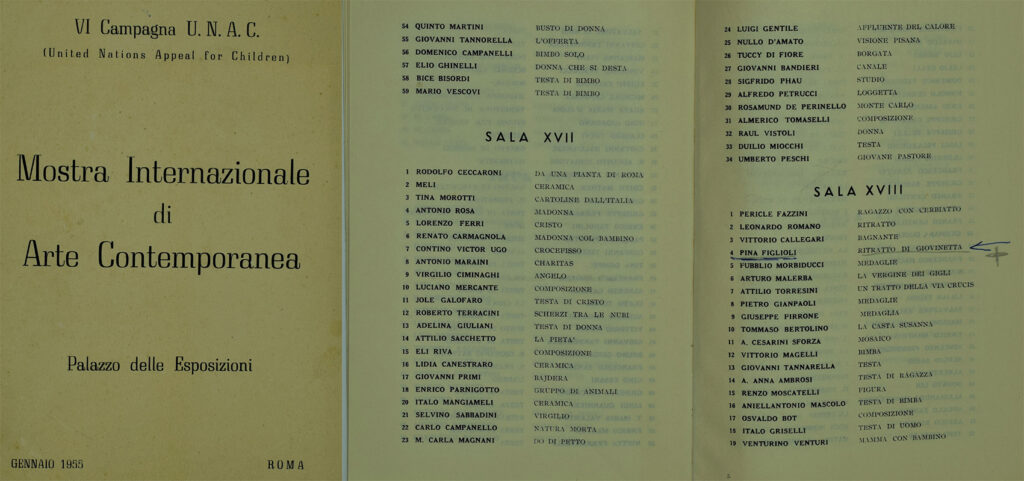 VI Campagna U. N. A. C.
(United Nations Appeal for Children)
Mostra Internazionale
di
Arte Contemporanea
Palazzo delle Esposizioni
GENNAIO 1955 ROMA
54 QUINTO MARTINI BUSTO DI DONNA
55 GIOVANNI TANNORELLA L'OFFERTA
56 DOMENICO CAMPANELLI BIMBO SOLO
57 ELIO GHINELLI DONNA CHE SI DESTA
58 BICE BISORDI TESTA DI BIMBO
59 MARIO VESCOVI TESTA DI BIMBO
SALA XVII
1 RODOLFO CECCARONI DA UNA PIANTA DI ROMA
2 MELI CERAMICA
3 TINA MOROTTI CARTOLINE DALL'ITALIA
4 ANTONIO ROSA MADONNA
5 LORENZO FERRI CRISTO
6 RENATO CARMAGNOLA MADONNA COL BAMBINO
7 CONTINO VICTOR UGO CROCEFISSO
8 ANTONIO MARAINI CHARITAS
9 VIRGILIO CIMINAGHI ANGELO
10 LUCIANO MERCANTE COMPOSIZIONE
11 JOLE GALOFARO TESTA DI CRISTO
12 ROBERTO TERRACINI SCHERZI TRA LE NUBI
13 ADELINA GIULIANI TESTA DI DONNA
14 ATTILIO SACCHETTO LA PIETA'
15 ELI RIVA COMPOSIZIONE
16 LIDIA CANESTRARO CERAMICA
17 GIOVANNI PRIMI BAJDERA
18 ENRICO PARNIGOTTO GRUPPO DI ANIMALI
20 ITALO MANGIAMELI CERAMICA
21 SELVINO SABBADINI VIRGILIO
22 CARLO CAMPANELLO NATURA MORTA
23 M. CARLA MAGNANI DO DI PETTO
24 LUIGI GENTILE AFFLUENTE DEL CALORE
25 NULLO D'AMATO VISIONE PISANA
26 TUCCY DI FIORE BORGATA
27 GIOVANNI BANDIERI CANALE
28 SIGFRIDO PHAU STUDIO
29 ALFREDO PETRUCCI LOGGETTA
30 ROSAMUND DE PERINELLO MONTE CARLO
31 ALMERICO TOMASELLI COMPOSIZIONE
32 RAUL VISTOLI DONNA
33 DUILIO MIOCCHI TESTA
34 UMBERTO PESCHI GIOVANE PASTORE
SALA XVIII
1 PERICLE FAZZINI RAGAZZO CON CERBIATTO
2 LEONARDO ROMANO RITRATTO
3 VITTORIO CALLEGARI BAGNANTE
4 PINA FIGLIOLI RITRATTO DI GIOVINETTA
5 FUBBLIO MORBIDUCCI MEDAGLIE
6 ARTURO MALERBA LA VERGINE DEI GIGLI
7 ATTILIO TORRESINI UN TRATTO DELLA VIA CRUCIS
8 PIETRO GIANPAOLI MEDAGLIE
9 GIUSEPPE PIRRONE MEDAGLIA
10 TOMMASO BERTOLINO LA CASTA SUSANNA
11 A. CESARINI SFORZA MOSAICO
12 VITTORIO MAGELLI BIMBA
13 GIOVANNI TANNARELLA TESTA
14 A. ANNA AMBROSI TESTA DI RAGAZZA
15 RENZO MOSCATELLI FIGURA
16 ANIELLANTONIO MASCOLO TESTA DI BIMBA
17 OSVALDO BOT COMPOSIZIONE
18 ITALO GRISELLI TESTA DI UOMO
19 VENTURINO VENTURI MAMMA CON BAMBINO